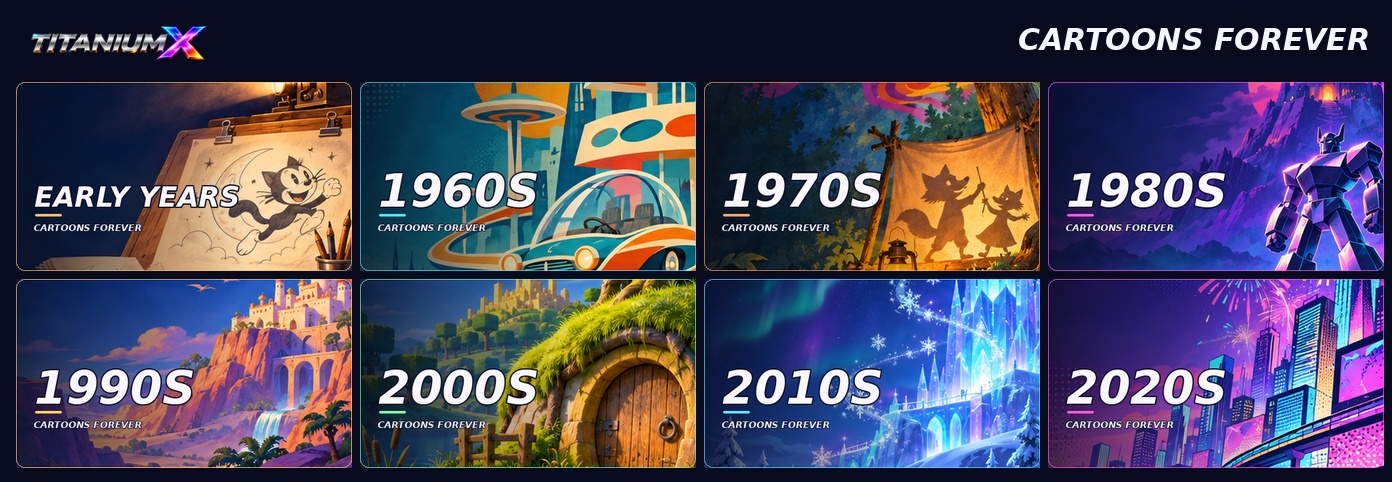 TITANIUMX
CARTOONS FOREVER
EARLY YEARS
CARTOONS FOREVER
1960S
CARTOONS FOREVER
1970S
CARTOONS FOREVER
1980S
CARTOONS FOREVER
1990S
CARTOONS FOREVER
2000S
CARTOONS FOREVER
2010S
CARTOONS FOREVER
2020S
CARTOONS FOREVER